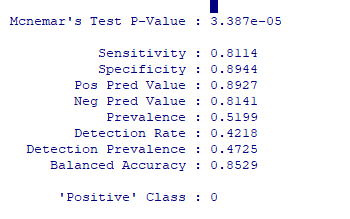 Mcnemar's Test P-Value : 3.387e-05
Sensitivity : 0.8114
Specificity : 0.8944
Pos Pred Value : 0.8927
Neg Pred Value : 0.8141
Prevalence : 0.5199
Detection Rate : 0.4218
Detection Prevalence : 0.4725
Balanced Accuracy : 0.8529
'Positive' Class : 0